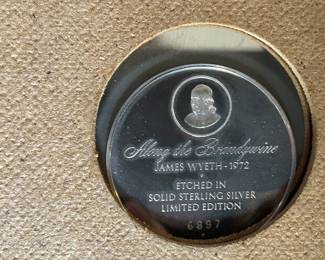 Along the Brandywine
JAMES WYETH-1972
ETCHED IN
SOLID STERLING SILVER
LIMITED EDITION
6897